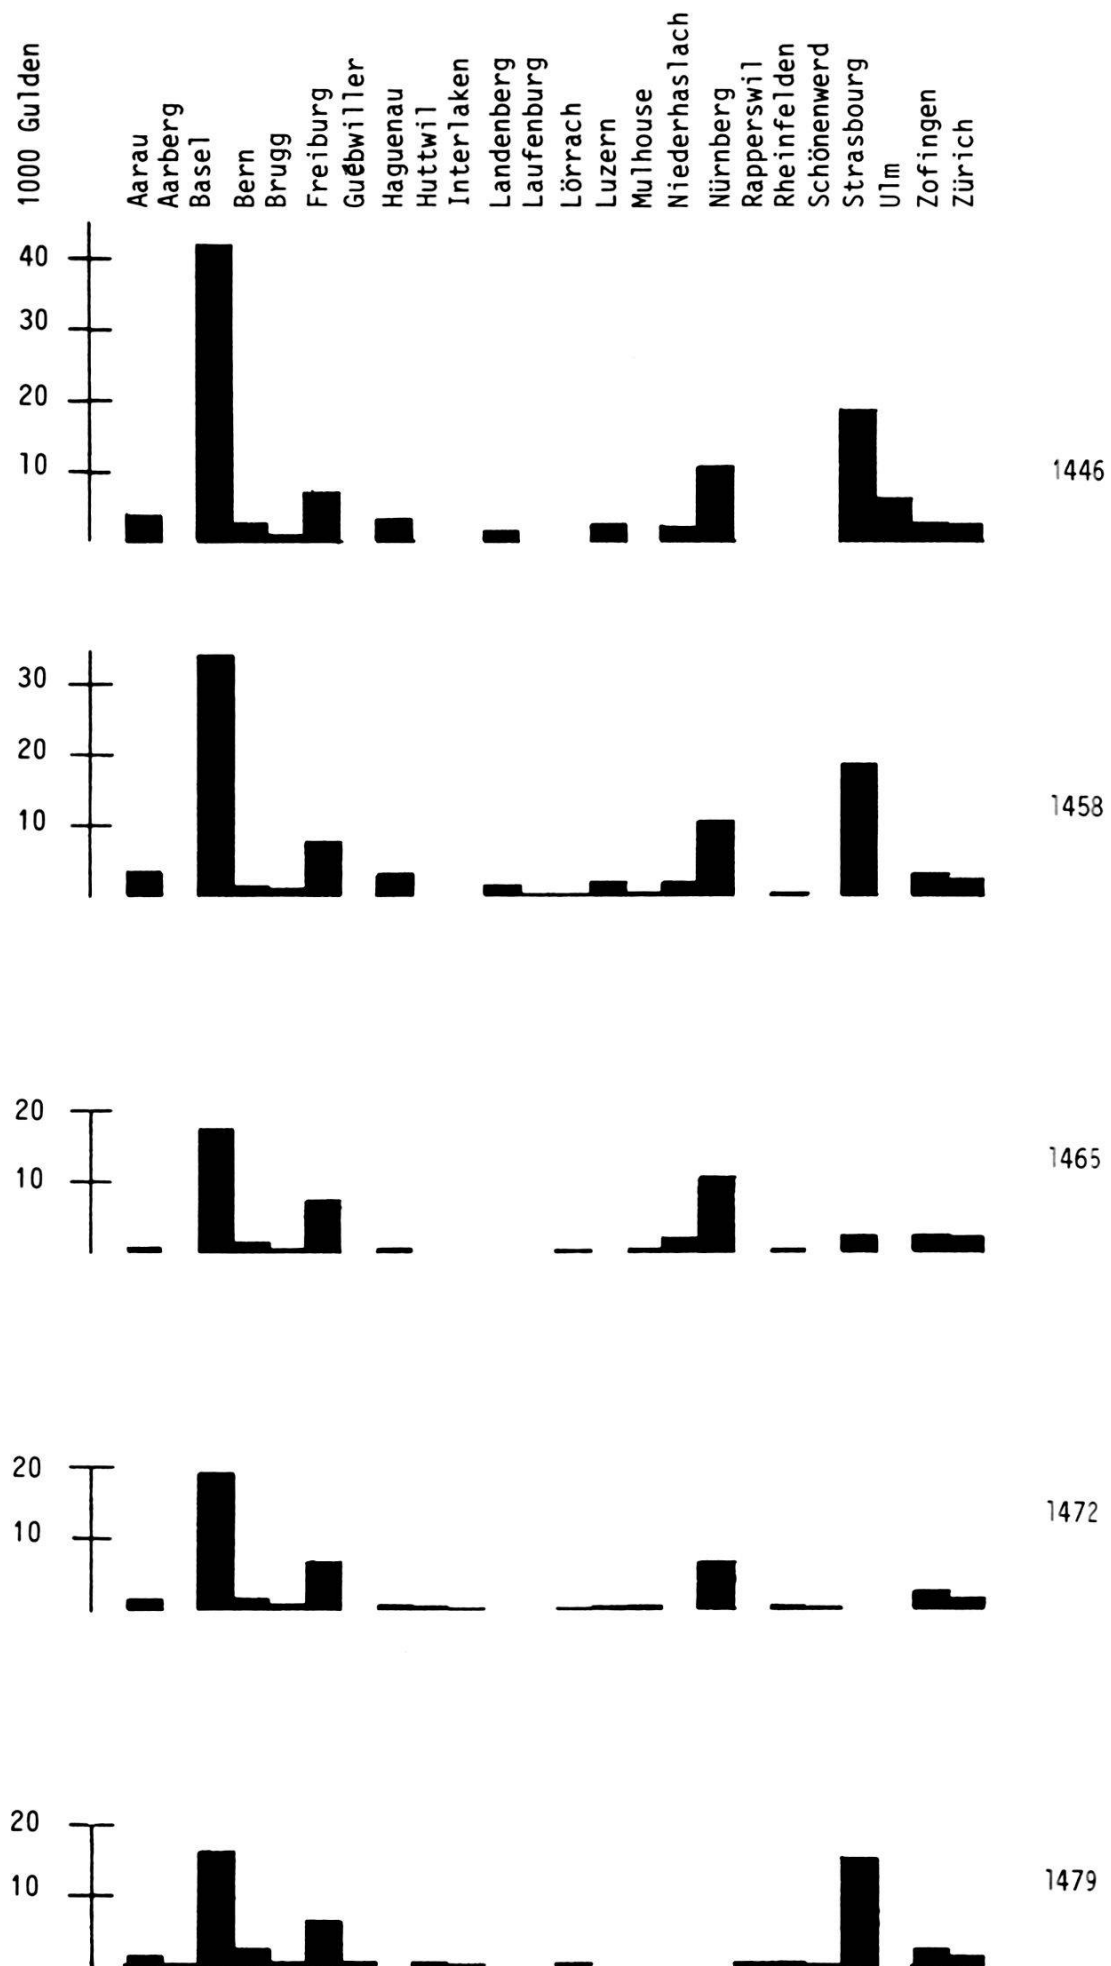 1000 Gulden
Aarau
Aarberg
Basel
Bern
Brugg
Freiburg
Guebwiller
Haguenau
Huttwil
Interlaken
Landenberg
Laufenburg
Lörrach
Luzern
Mulhouse
Niederhaslach
Nürnberg
Rapperswil
Rheinfelden
Schönenwerd
Strasbourg
Ulm
Zofingen
Zürich
40
30
20
10
1446
30
20
10
1458
20
10
1465
20
10
1472
20
10
1479